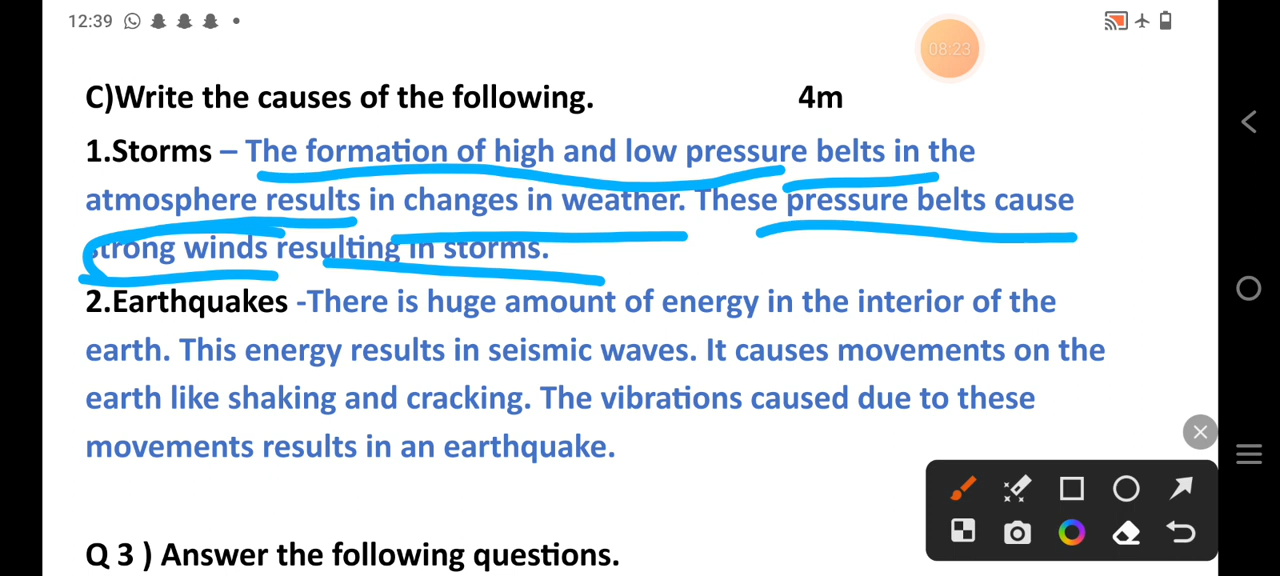 12:39
08:23
C)Write the causes of the following. 4m
1.Storms – The formation of high and low pressure belts in the
atmosphere results in changes in weather. These pressure belts cause
strong winds resulting in storms.
2.Earthquakes -There is huge amount of energy in the interior of the
earth. This energy results in seismic waves. It causes movements on the
earth like shaking and cracking. The vibrations caused due to these
movements results in an earthquake.
Q 3 ) Answer the following questions.